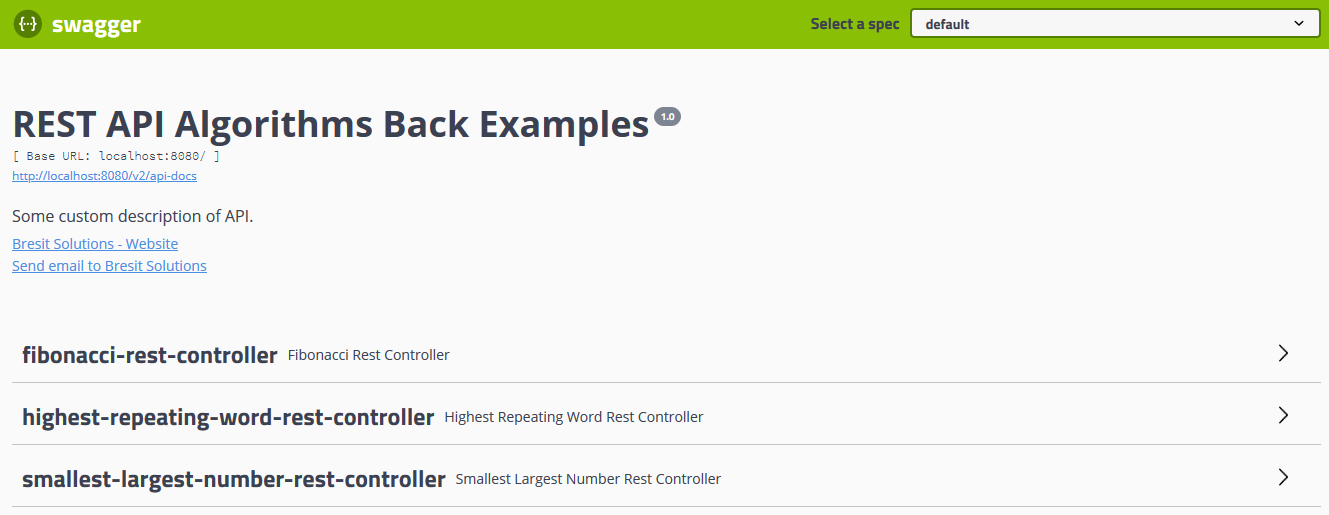 swagger Select a spec default
REST API Algorithms Back Examples 1.0
[ Base URL: localhost:8080/ ]
http://localhost:8080/v2/api-docs
Some custom description of API.
Bresit Solutions - Website
Send email to Bresit Solutions
fibonacci-rest-controller Fibonacci Rest Controller
highest-repeating-word-rest-controller Highest Repeating Word Rest Controller
smallest-largest-number-rest-controller Smallest Largest Number Rest Controller